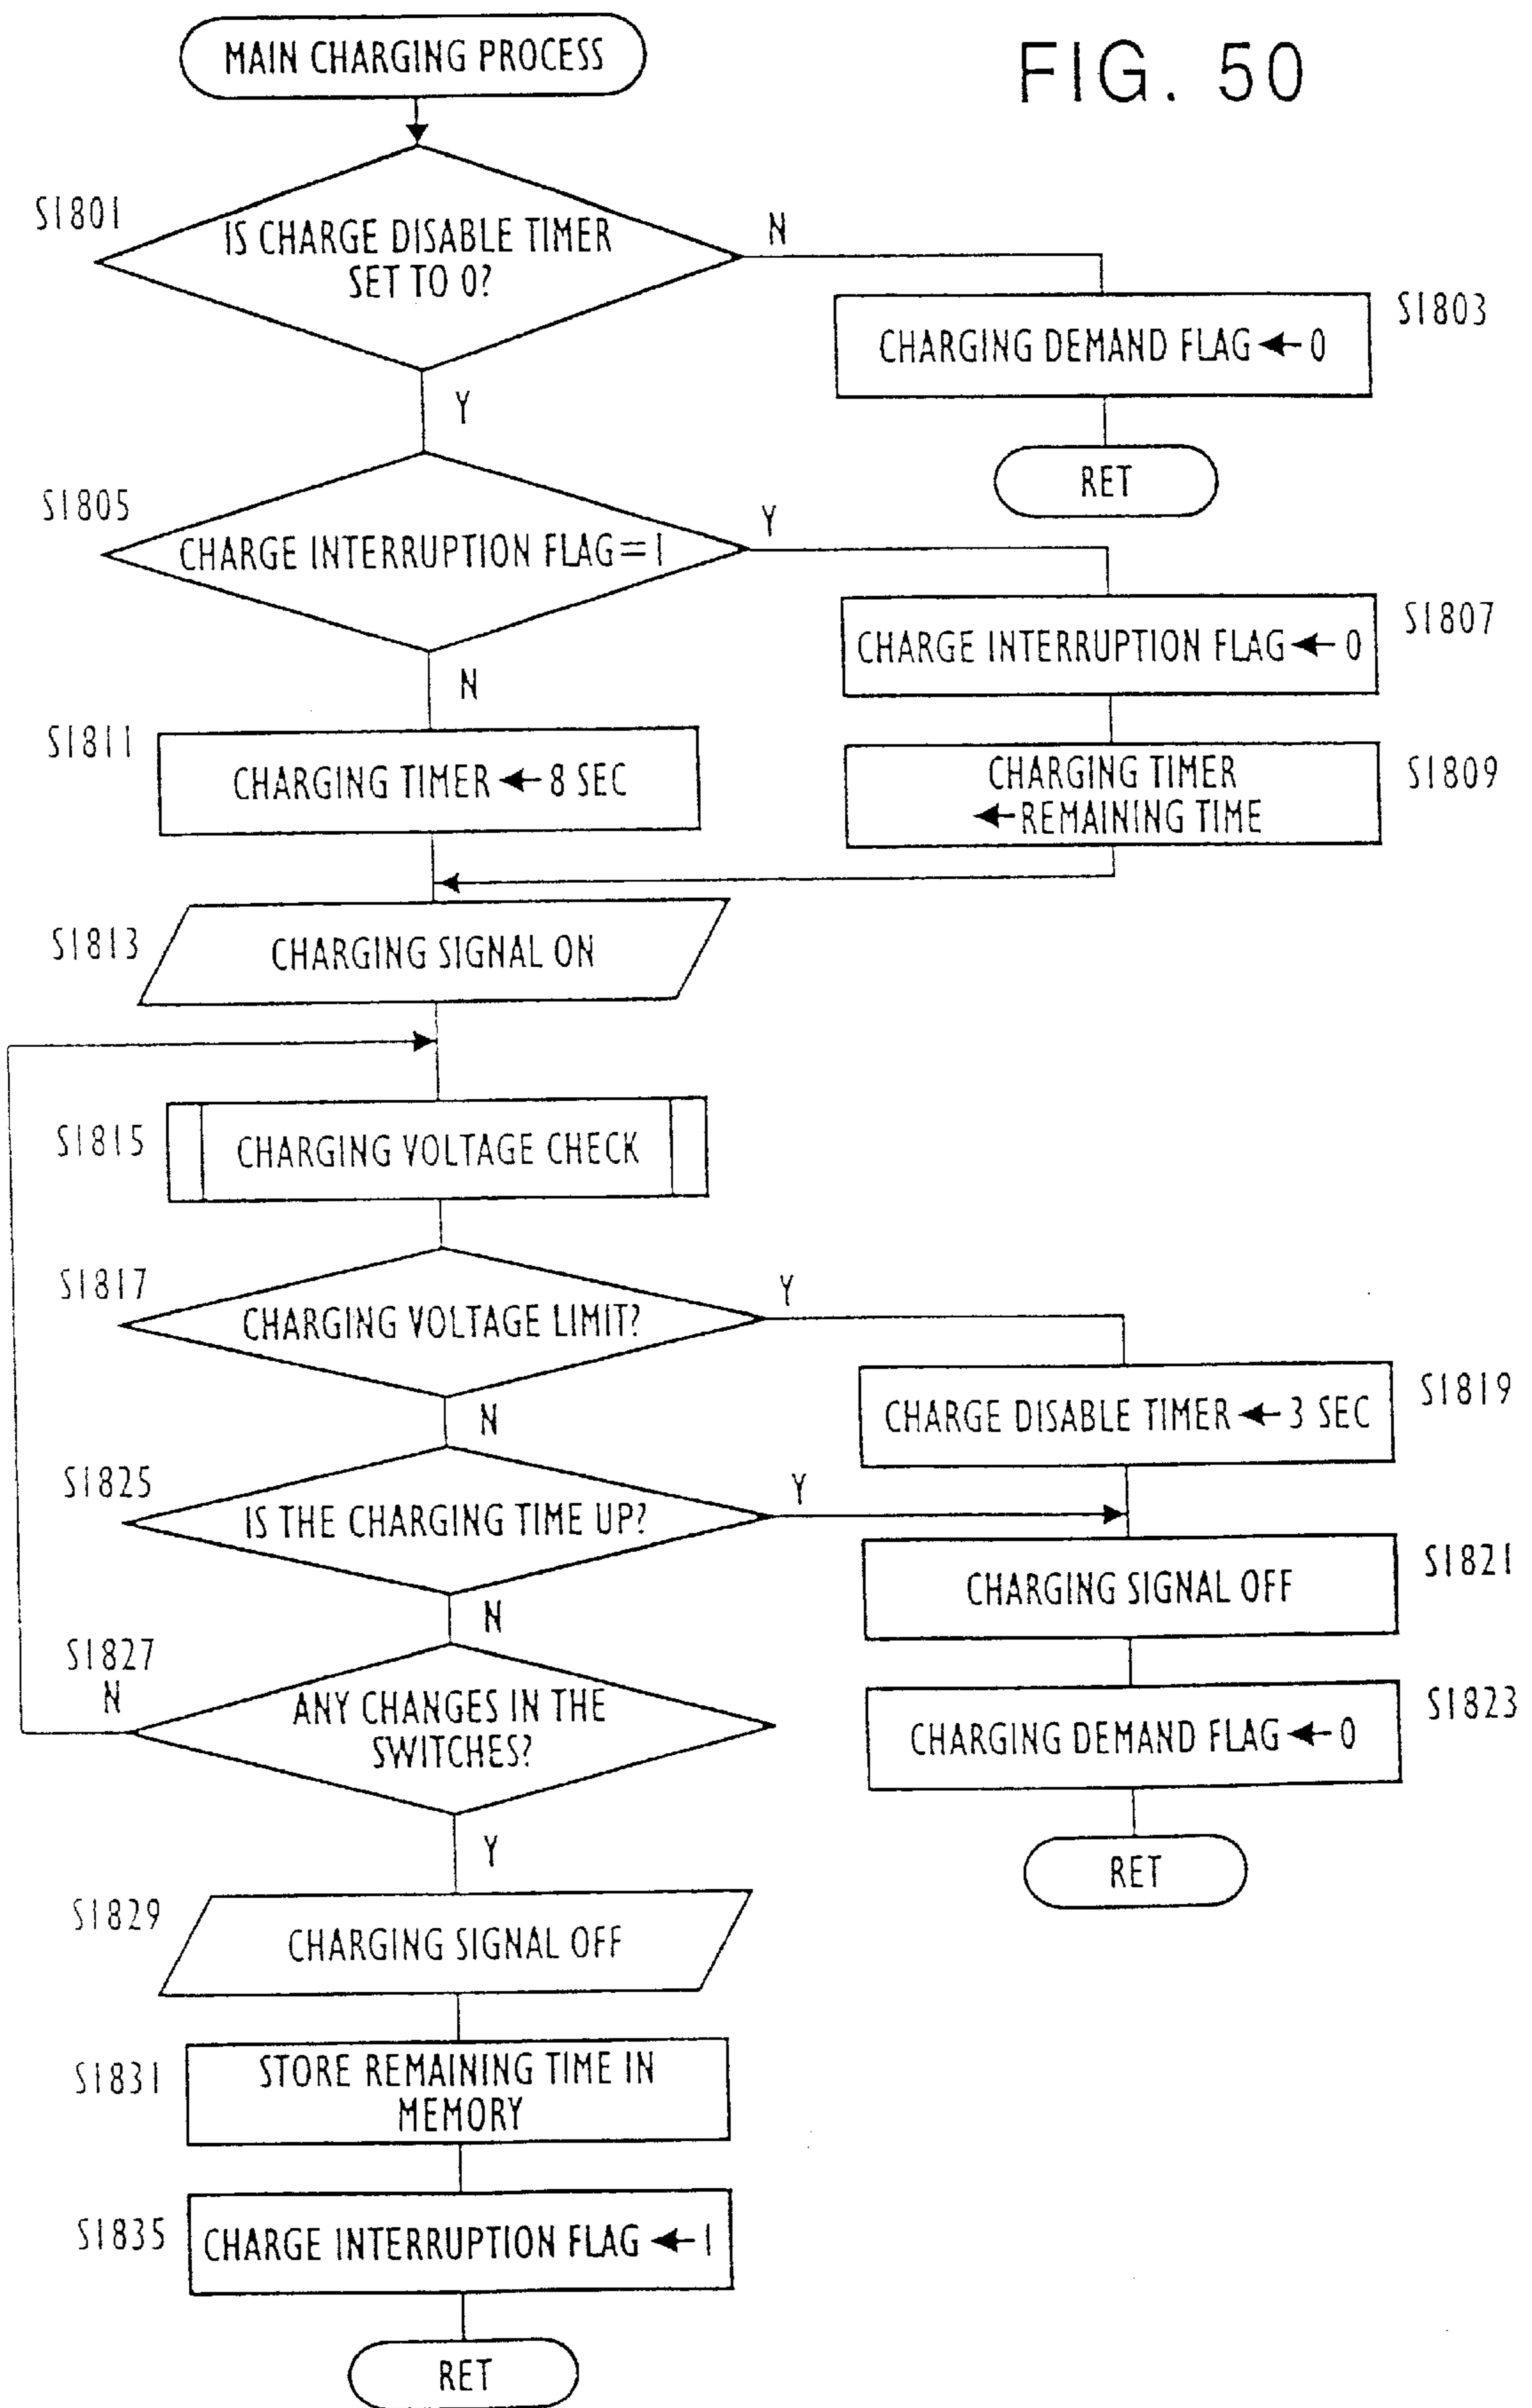 MAIN CHARGING PROCESS
FIG. 50
S1801
IS CHARGE DISABLE TIMER
SET TO 0?
N
S1803
CHARGING DEMAND FLAG ← 0
RET
Y
S1805
CHARGE INTERRUPTION FLAG = 1
Y
S1807
CHARGE INTERRUPTION FLAG ← 0
N
S1811
CHARGING TIMER ← 8 SEC
S1809
CHARGING TIMER
← REMAINING TIME
S1813
CHARGING SIGNAL ON
S1815
CHARGING VOLTAGE CHECK
S1817
CHARGING VOLTAGE LIMIT?
Y
S1819
CHARGE DISABLE TIMER ← 3 SEC
N
S1825
IS THE CHARGING TIME UP?
Y
S1821
CHARGING SIGNAL OFF
N
S1827
N
ANY CHANGES IN THE
SWITCHES?
S1823
CHARGING DEMAND FLAG ← 0
RET
Y
S1829
CHARGING SIGNAL OFF
S1831
STORE REMAINING TIME IN
MEMORY
S1835
CHARGE INTERRUPTION FLAG ← 1
RET